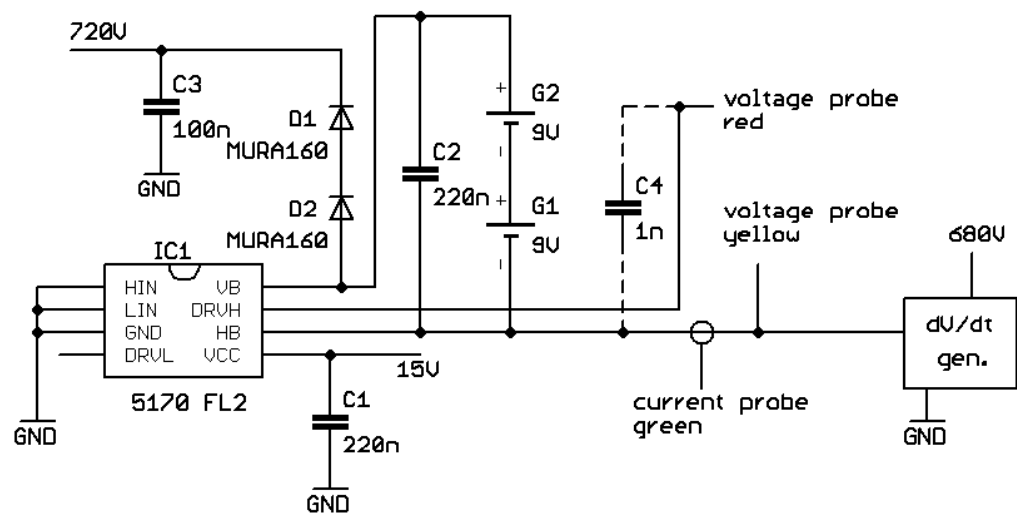 720V
C3
100n
GND
D1
MURA160
D2
MURA160
C2
220n
+
G2
9V
-
+
G1
9V
-
C4
1n
voltage probe
red
voltage probe
yellow
680V
IC1
HIN VB
LIN DRVH
GND HB
DRVL VCC
5170 FL2
GND
15V
C1
220n
GND
current probe
green
dV/dt
gen.
GND